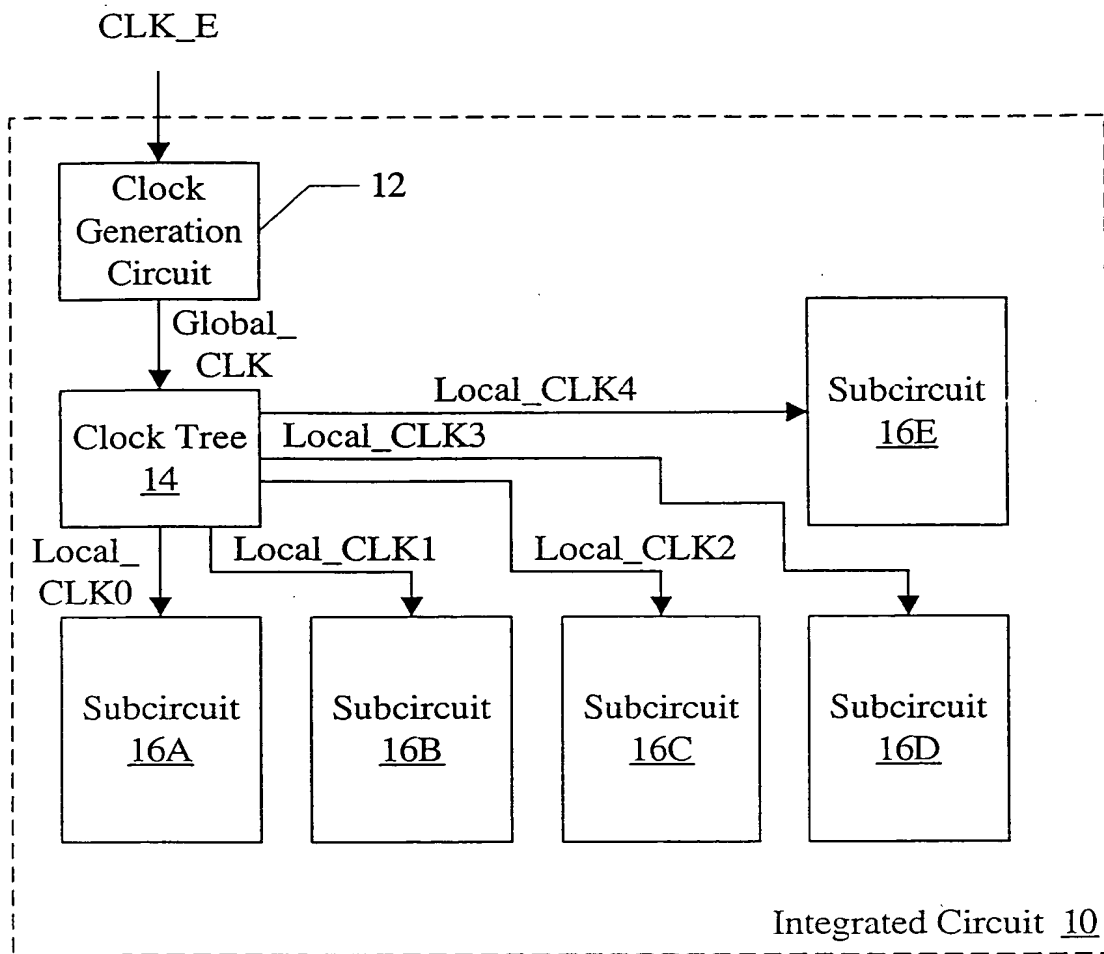 CLK_E
Clock
Generation
Circuit
12
Global_
CLK
Clock Tree
14
Local_CLK4
Local_CLK3
Subcircuit
16E
Local_
CLK0
Local_CLK1
Local_CLK2
Subcircuit
16A
Subcircuit
16B
Subcircuit
16C
Subcircuit
16D
Integrated Circuit 10